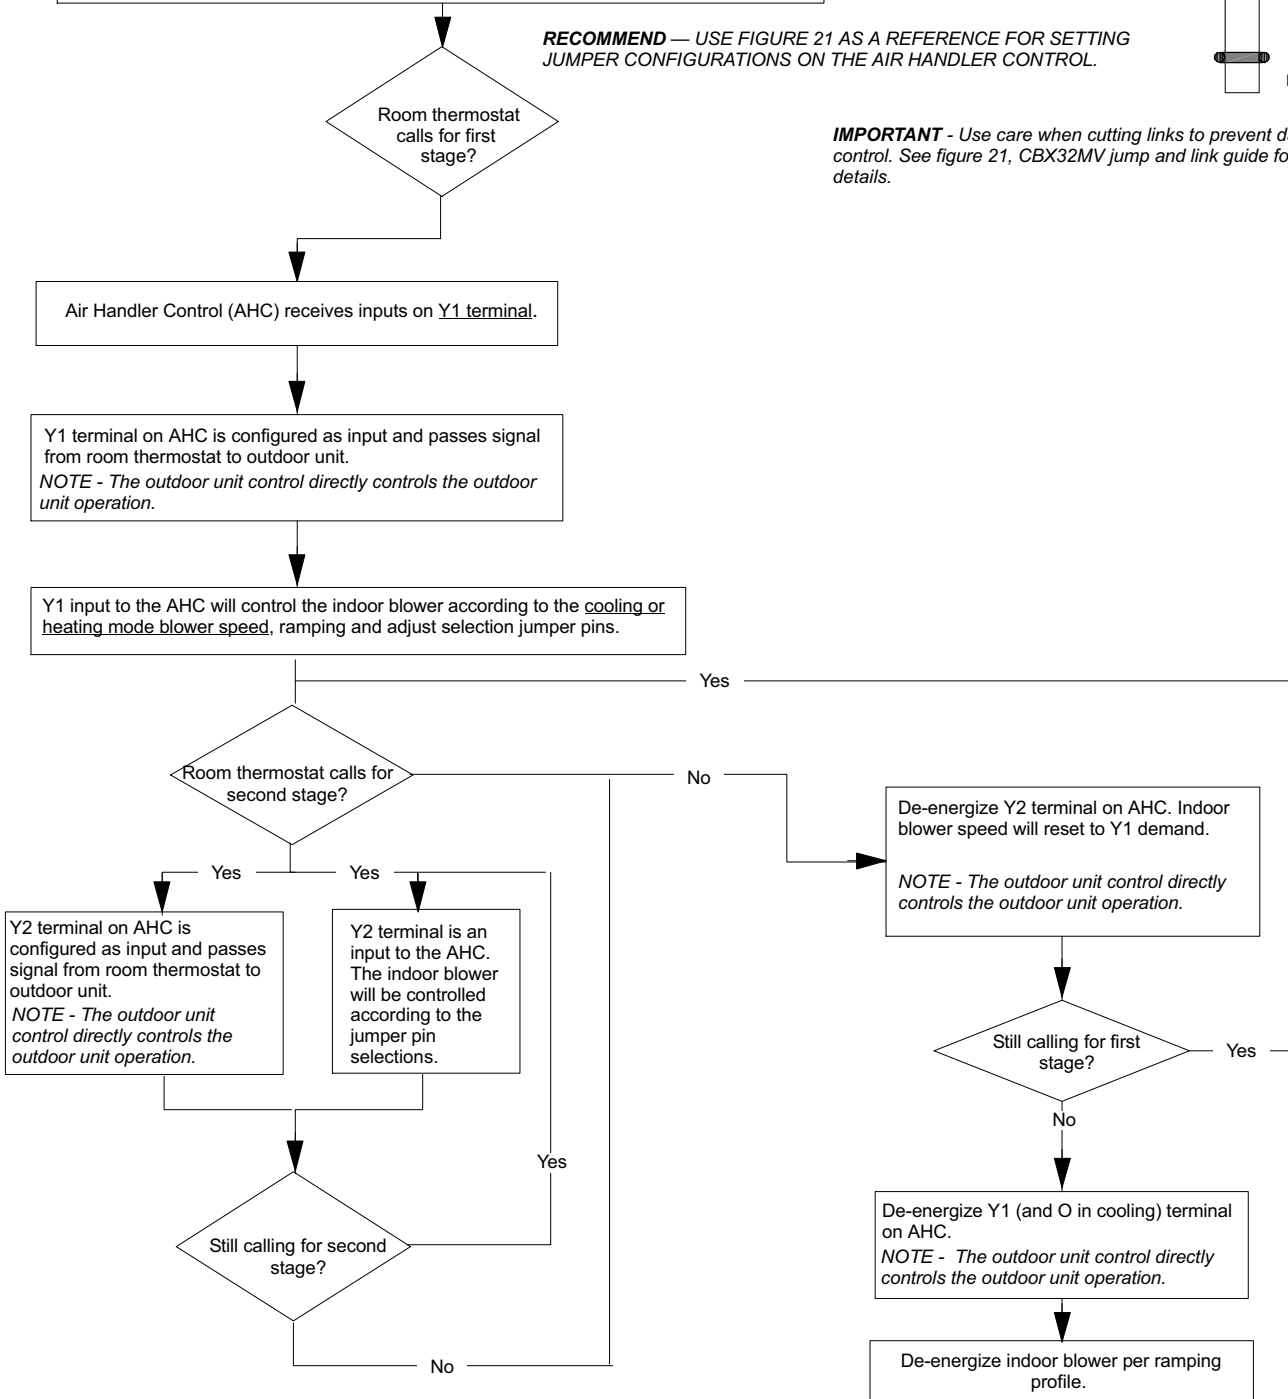 RECOMMEND — USE FIGURE 21 AS A REFERENCE FOR SETTING
JUMPER CONFIGURATIONS ON THE AIR HANDLER CONTROL.
IMPORTANT - Use care when cutting links to prevent
control. See figure 21, CBX32MV jump and link guide
details.
Room thermostat
calls for first
stage?
Air Handler Control (AHC) receives inputs on Y1 terminal.
Y1 terminal on AHC is configured as input and passes signal
from room thermostat to outdoor unit.
NOTE - The outdoor unit control directly controls the outdoor
unit operation.
Y1 input to the AHC will control the indoor blower according to the cooling or
heating mode blower speed, ramping and adjust selection jumper pins.
Yes
Room thermostat calls for
second stage?
No
De-energize Y2 terminal on AHC. Indoor
blower speed will reset to Y1 demand.
NOTE - The outdoor unit control directly
controls the outdoor unit operation.
Yes
Yes
Y2 terminal on AHC is
configured as input and passes
signal from room thermostat to
outdoor unit.
NOTE - The outdoor unit
control directly controls the
outdoor unit operation.
Y2 terminal is an
input to the AHC.
The indoor blower
will be controlled
according to the
jumper pin
selections.
Still calling for first
stage?
Yes
No
Yes
Still calling for second
stage?
No
De-energize Y1 (and O in cooling) terminal
on AHC.
NOTE - The outdoor unit control directly
controls the outdoor unit operation.
De-energize indoor blower per ramping
profile.